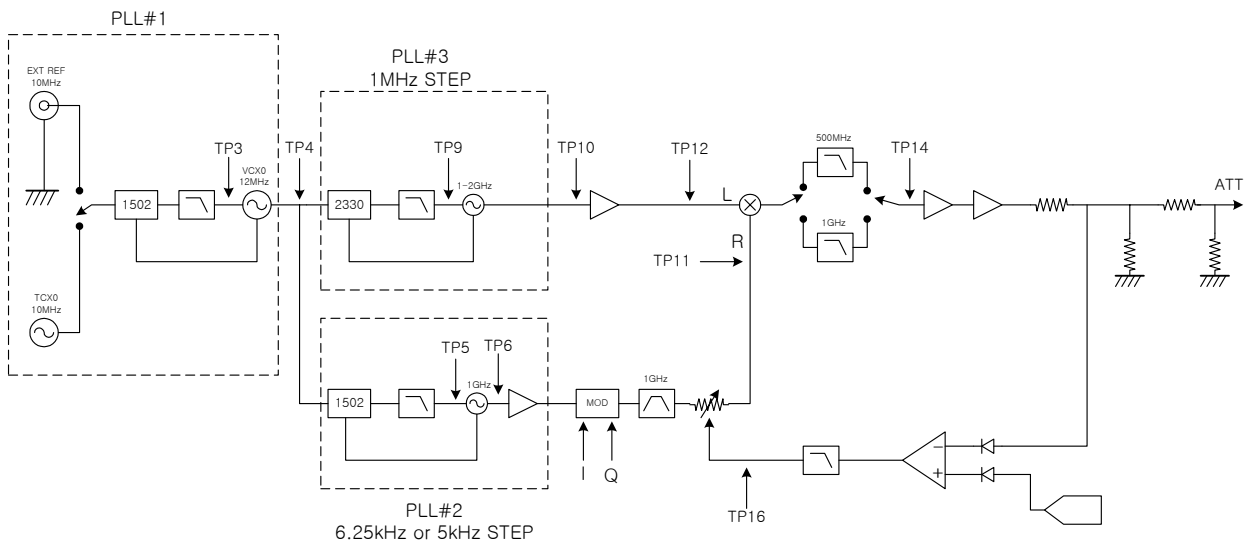 PLL#1
EXT REF
10MHz
1502
TP3
VCX0
12MHz
TP4
TCX0
10MHz
PLL#3
1MHz STEP
2330
TP9
1-2GHz
TP10
TP12
L
R
TP11
500MHz
1GHz
TP14
ATT
1502
TP5
1GHz
TP6
MOD
I
Q
1GHz
PLL#2
6.25kHz or 5kHz STEP
TP16
−
+